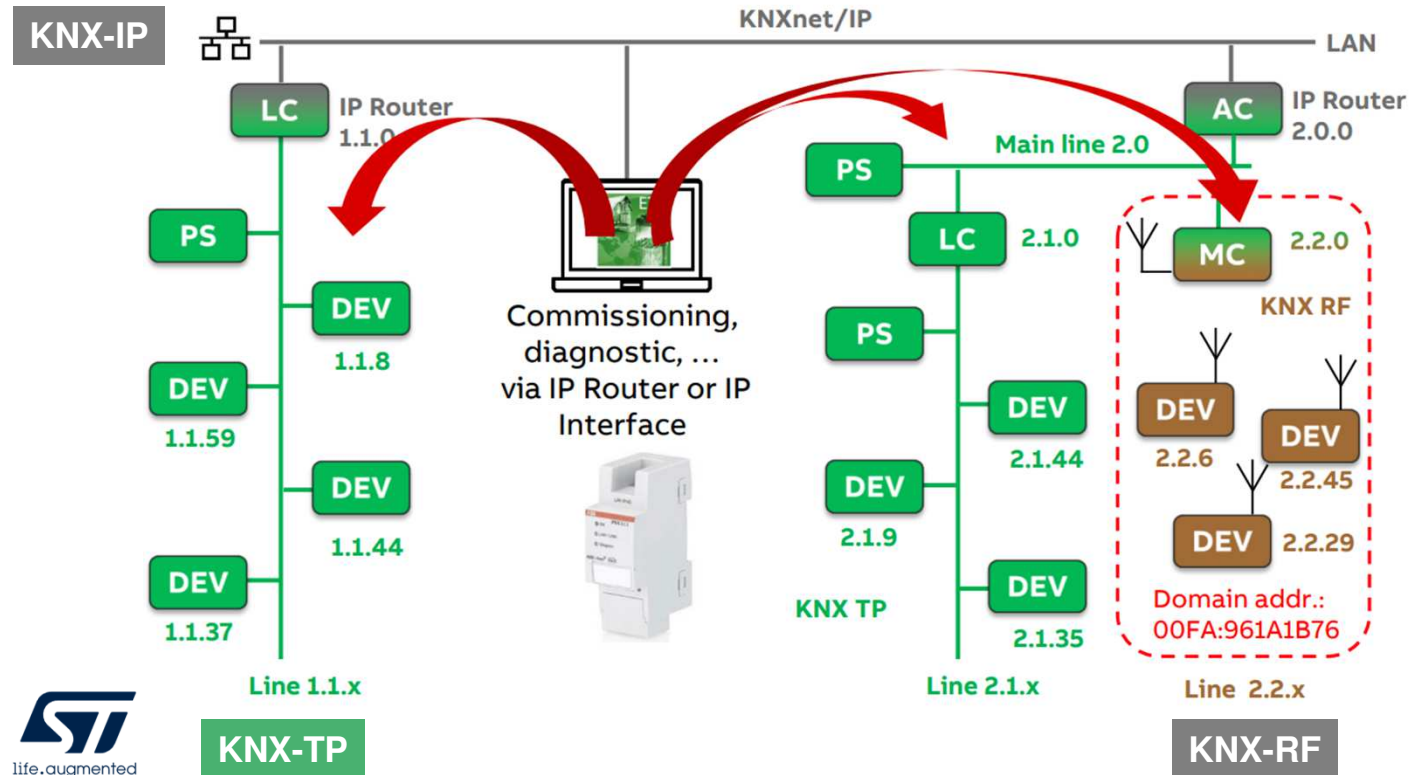 KNX-IP
KNXnet/IP
LAN
LC
IP Router
1.1.0
AC
IP Router
2.0.0
Main line 2.0
PS
PS
LC
2.1.0
MC
2.2.0
KNX RF
DEV
1.1.8
Commissioning,
diagnostic, ...
via IP Router or IP
Interface
PS
DEV
1.1.59
DEV
2.1.44
DEV
2.2.6
DEV
2.2.45
DEV
1.1.44
DEV
2.1.9
DEV
2.2.29
DEV
1.1.37
KNX TP
DEV
2.1.35
Domain addr.:
00FA:961A1B76
Line 1.1.x
Line 2.1.x
Line 2.2.x
ST
life.augmented
KNX-TP
KNX-RF